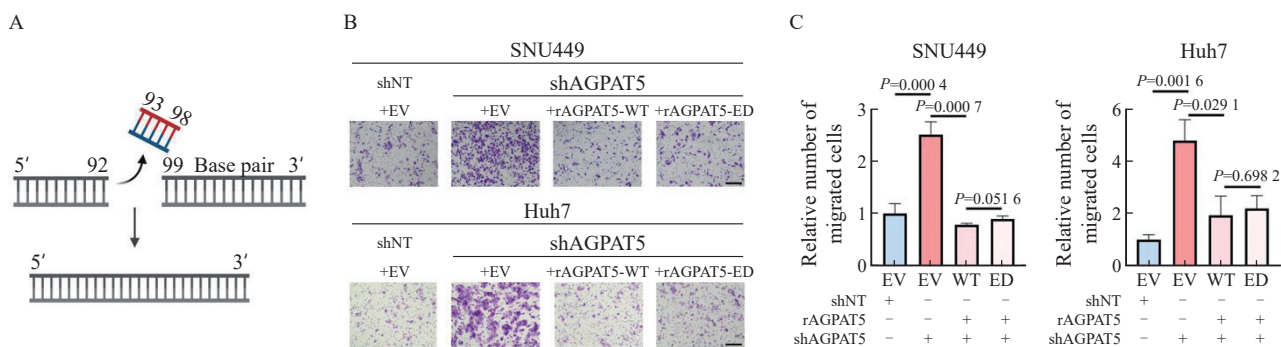 A
93
98
5′ 92 99 Base pair 3′
5′ 3′
B
SNU449
shNT shAGPAT5
+EV +EV +rAGPAT5-WT +rAGPAT5-ED
Huh7
shNT shAGPAT5
+EV +EV +rAGPAT5-WT +rAGPAT5-ED
C
SNU449
Relative number of
migrated cells
P=0.000 4
P=0.000 7
P=0.051 6
3
2
1
0
EV EV WT ED
shNT + − − −
rAGPAT5 − − + +
shAGPAT5 − + + +
Huh7
Relative number of
migrated cells
P=0.001 6
P=0.029 1
P=0.698 2
6
4
2
0
EV EV WT ED
shNT + − − −
rAGPAT5 − − + +
shAGPAT5 − + + +